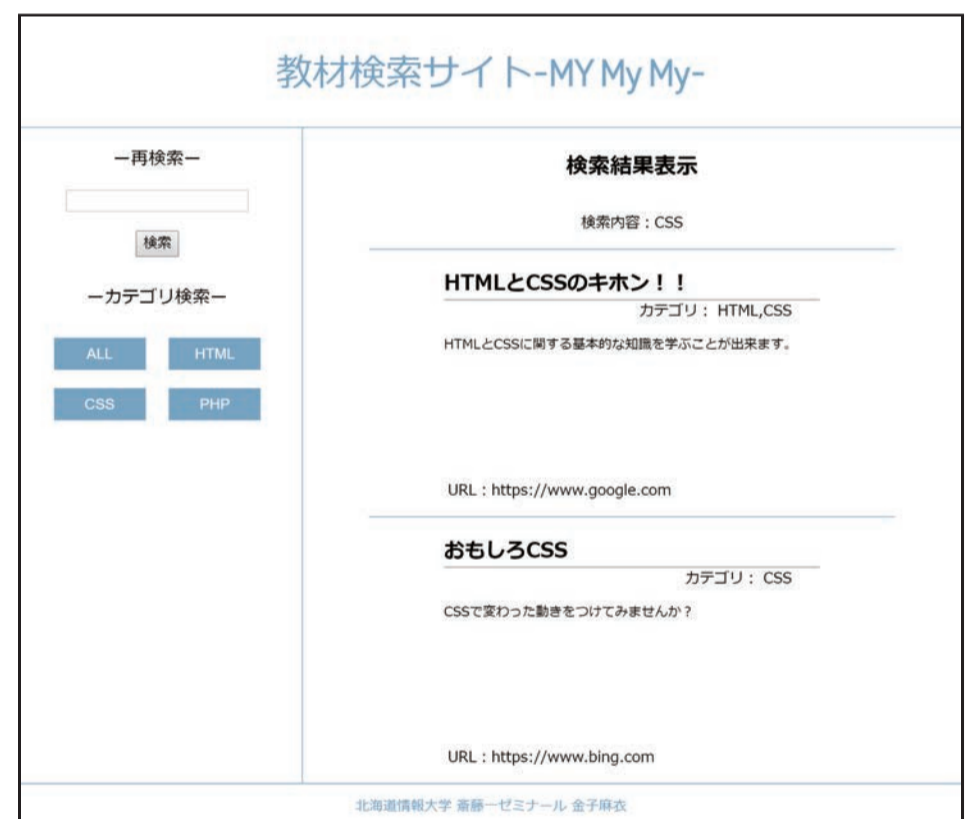 教材検索サイト-MY My My-
ー再検索ー
検索
ーカテゴリ検索ー
ALL HTML
CSS PHP
検索結果表示
検索内容：CSS
HTMLとCSSのキホン！！
カテゴリ： HTML,CSS
HTMLとCSSに関する基本的な知識を学ぶことが出来ます。
URL：https://www.google.com
おもしろCSS
カテゴリ： CSS
CSSで変わった動きをつけてみませんか？
URL：https://www.bing.com
北海道情報大学 斎藤一ゼミナール 金子麻衣